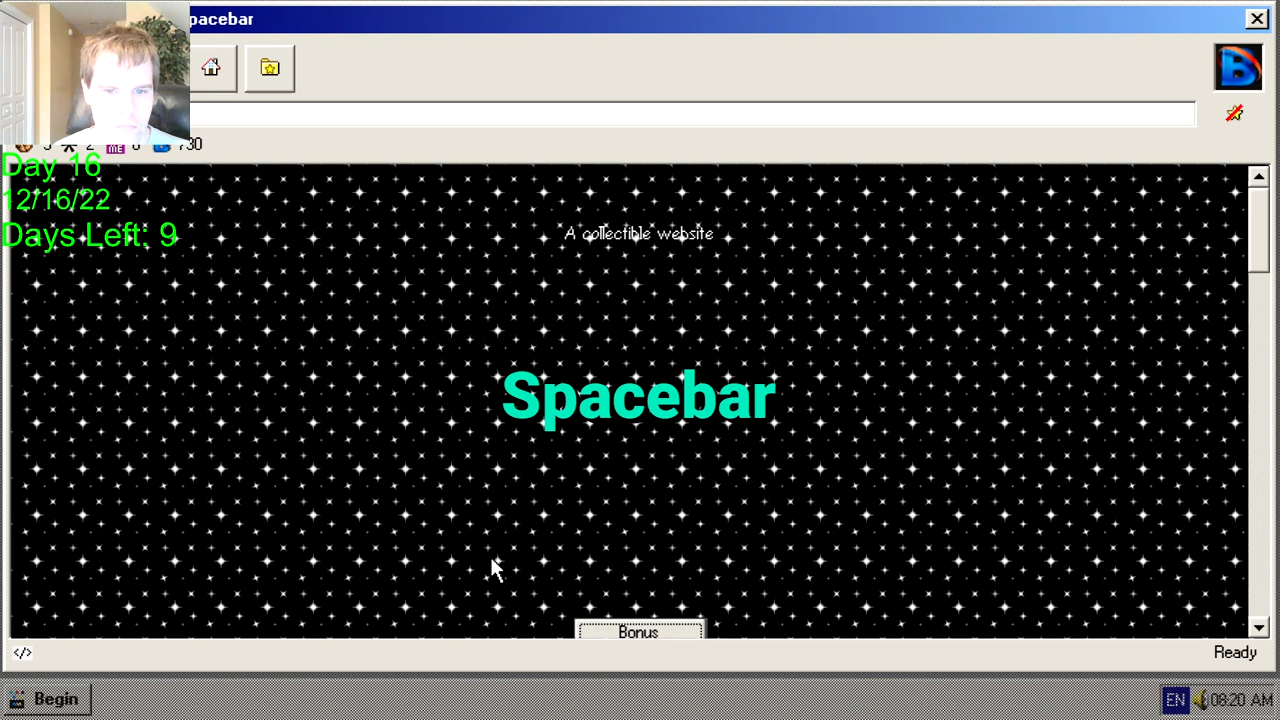 pacebar
Day 16
12/16/22
Days Left: 9
A collectible website
Spacebar
Bonus
</>
Ready
Begin
EN
08:20 AM